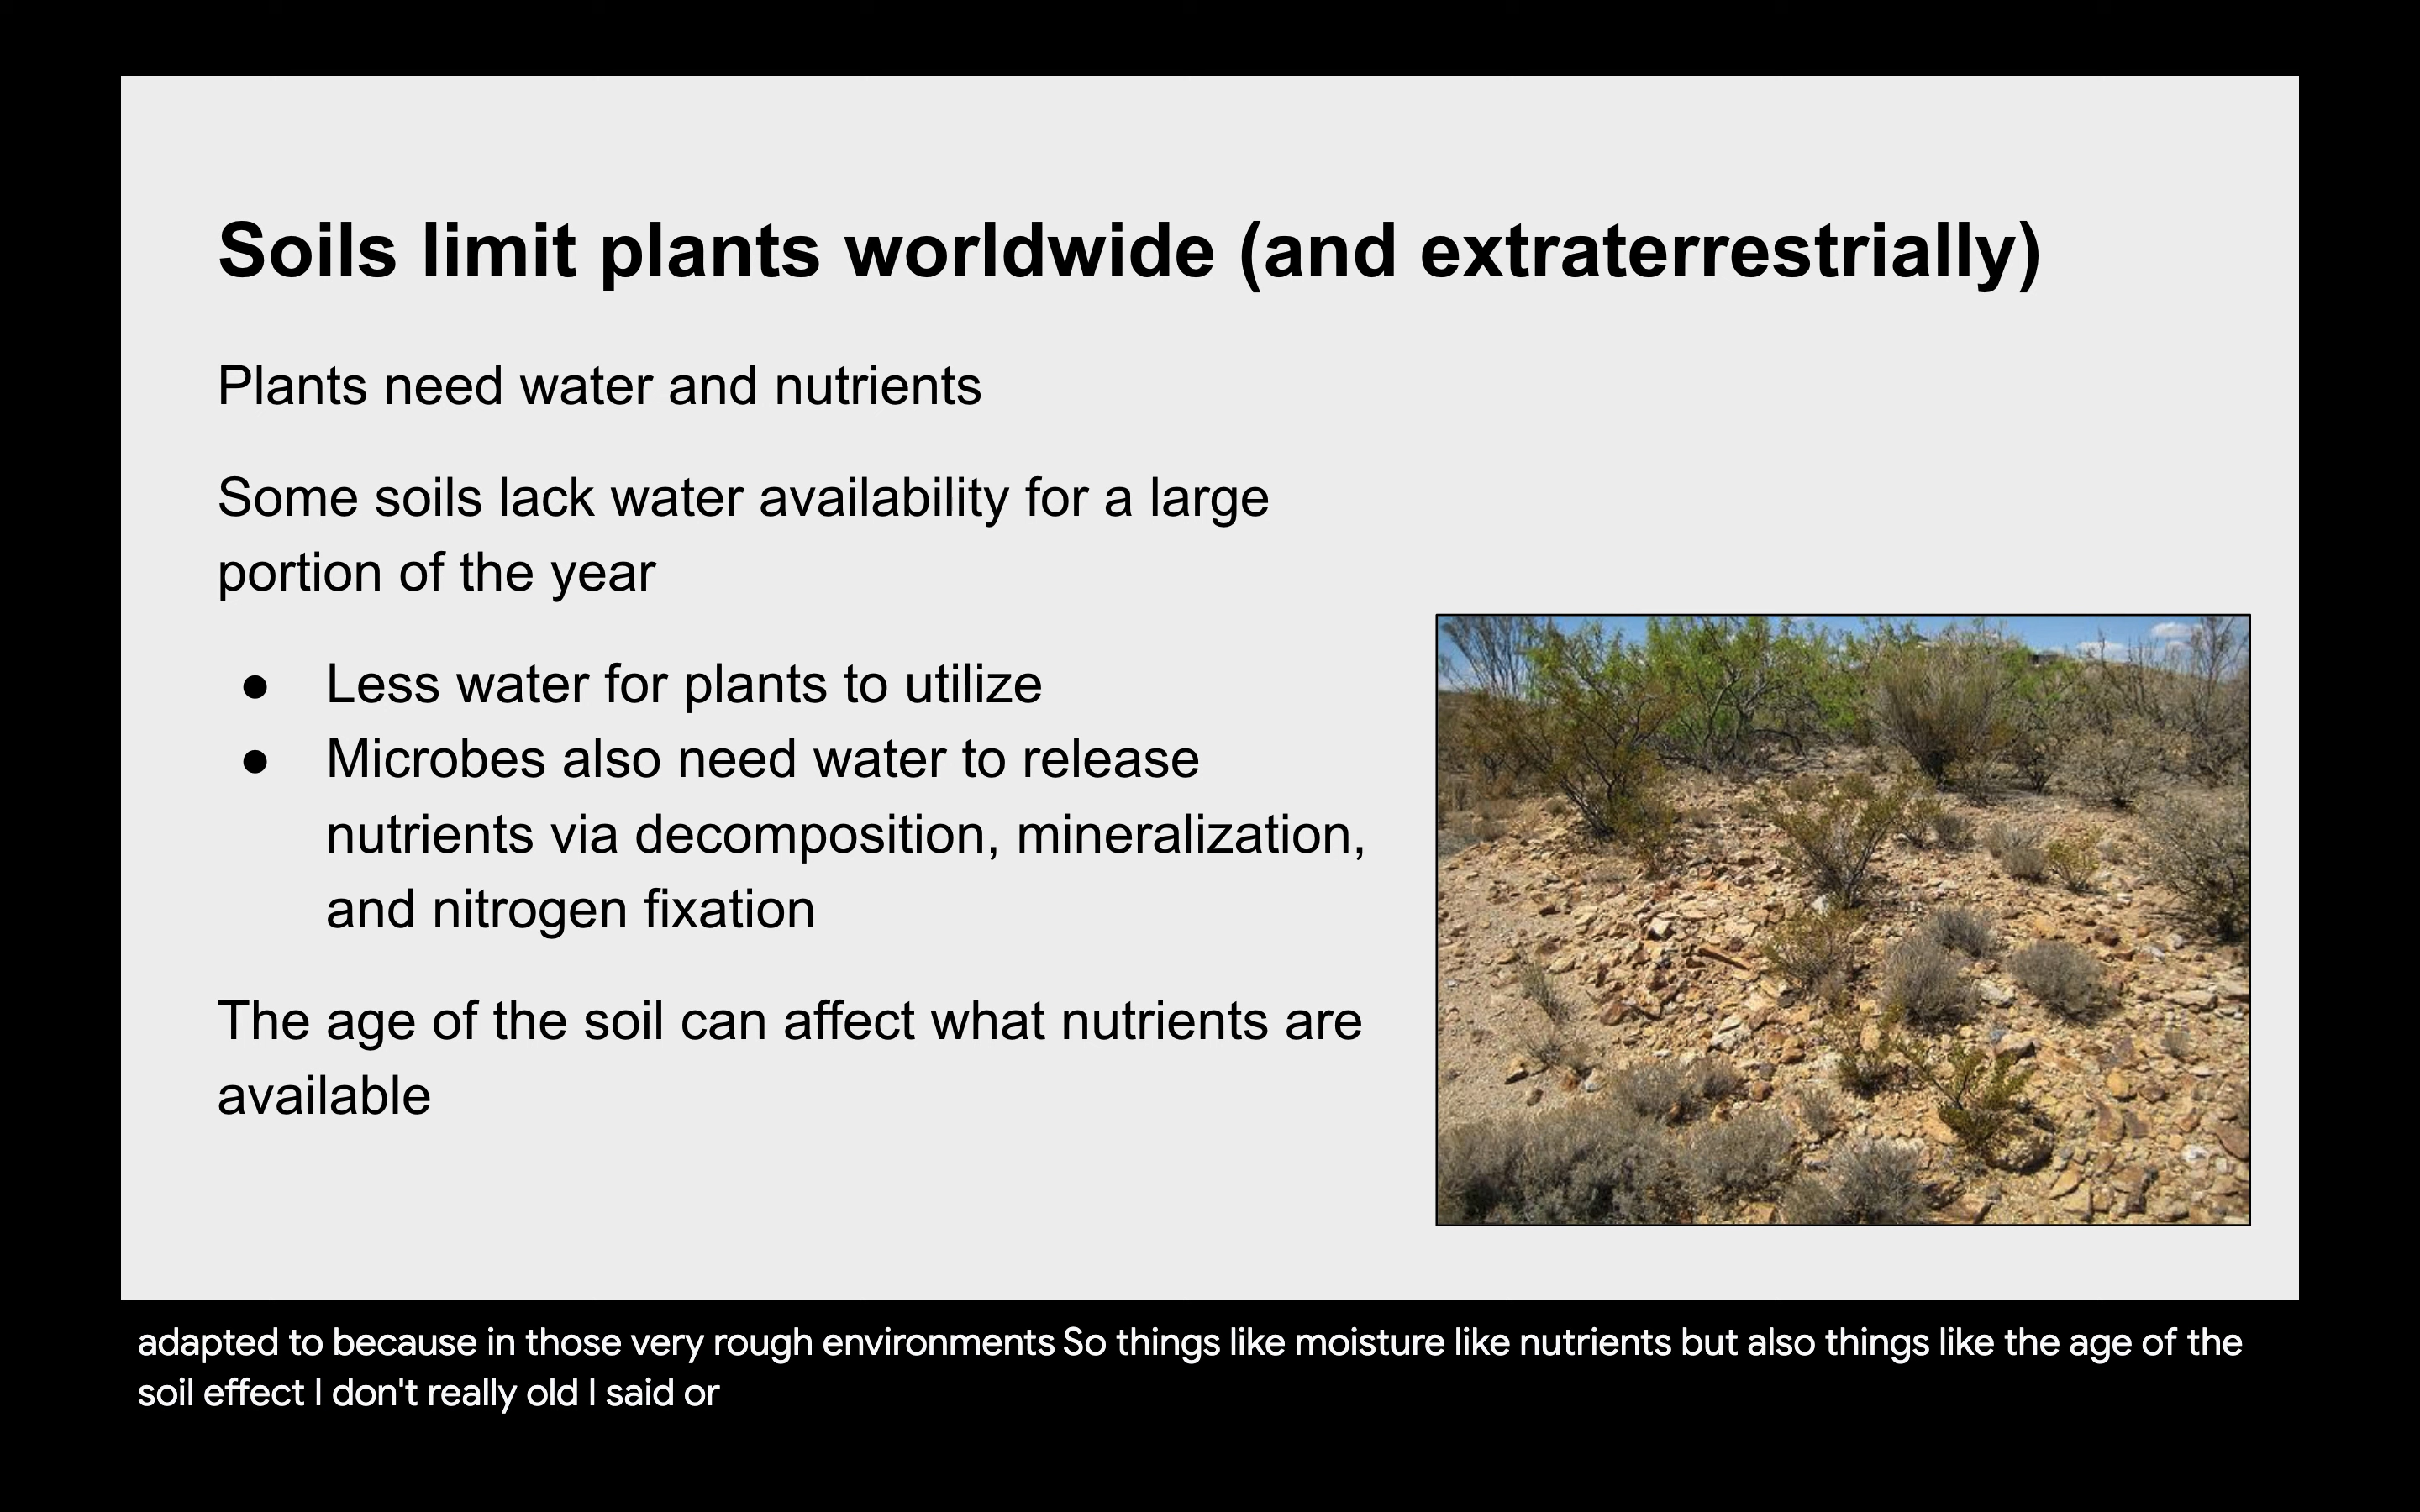 Soils limit plants worldwide (and extraterrestrially)
Plants need water and nutrients
Some soils lack water availability for a large
portion of the year
● Less water for plants to utilize
● Microbes also need water to release
nutrients via decomposition, mineralization,
and nitrogen fixation
The age of the soil can affect what nutrients are
available
adapted to because in those very rough environments So things like moisture like nutrients but also things like the age of the
soil effect I don't really old I said or